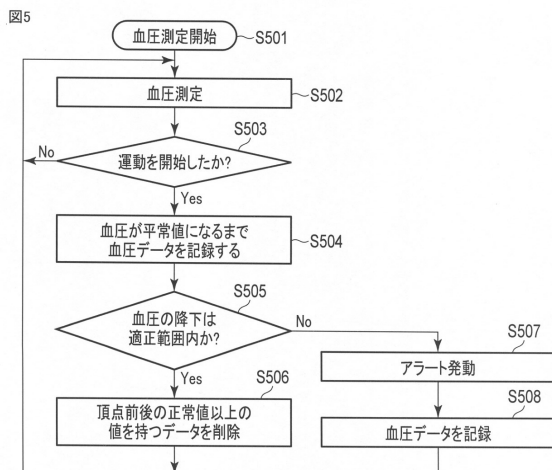 図5
血圧測定開始
S501
血圧測定
S502
S503
運動を開始したか?
No
Yes
血圧が平常値になるまで
血圧データを記録する
S504
S505
血圧の降下は
適正範囲内か?
No
Yes
S507
アラート発動
S506
頂点前後の正常値以上の
値を持つデータを削除
S508
血圧データを記録